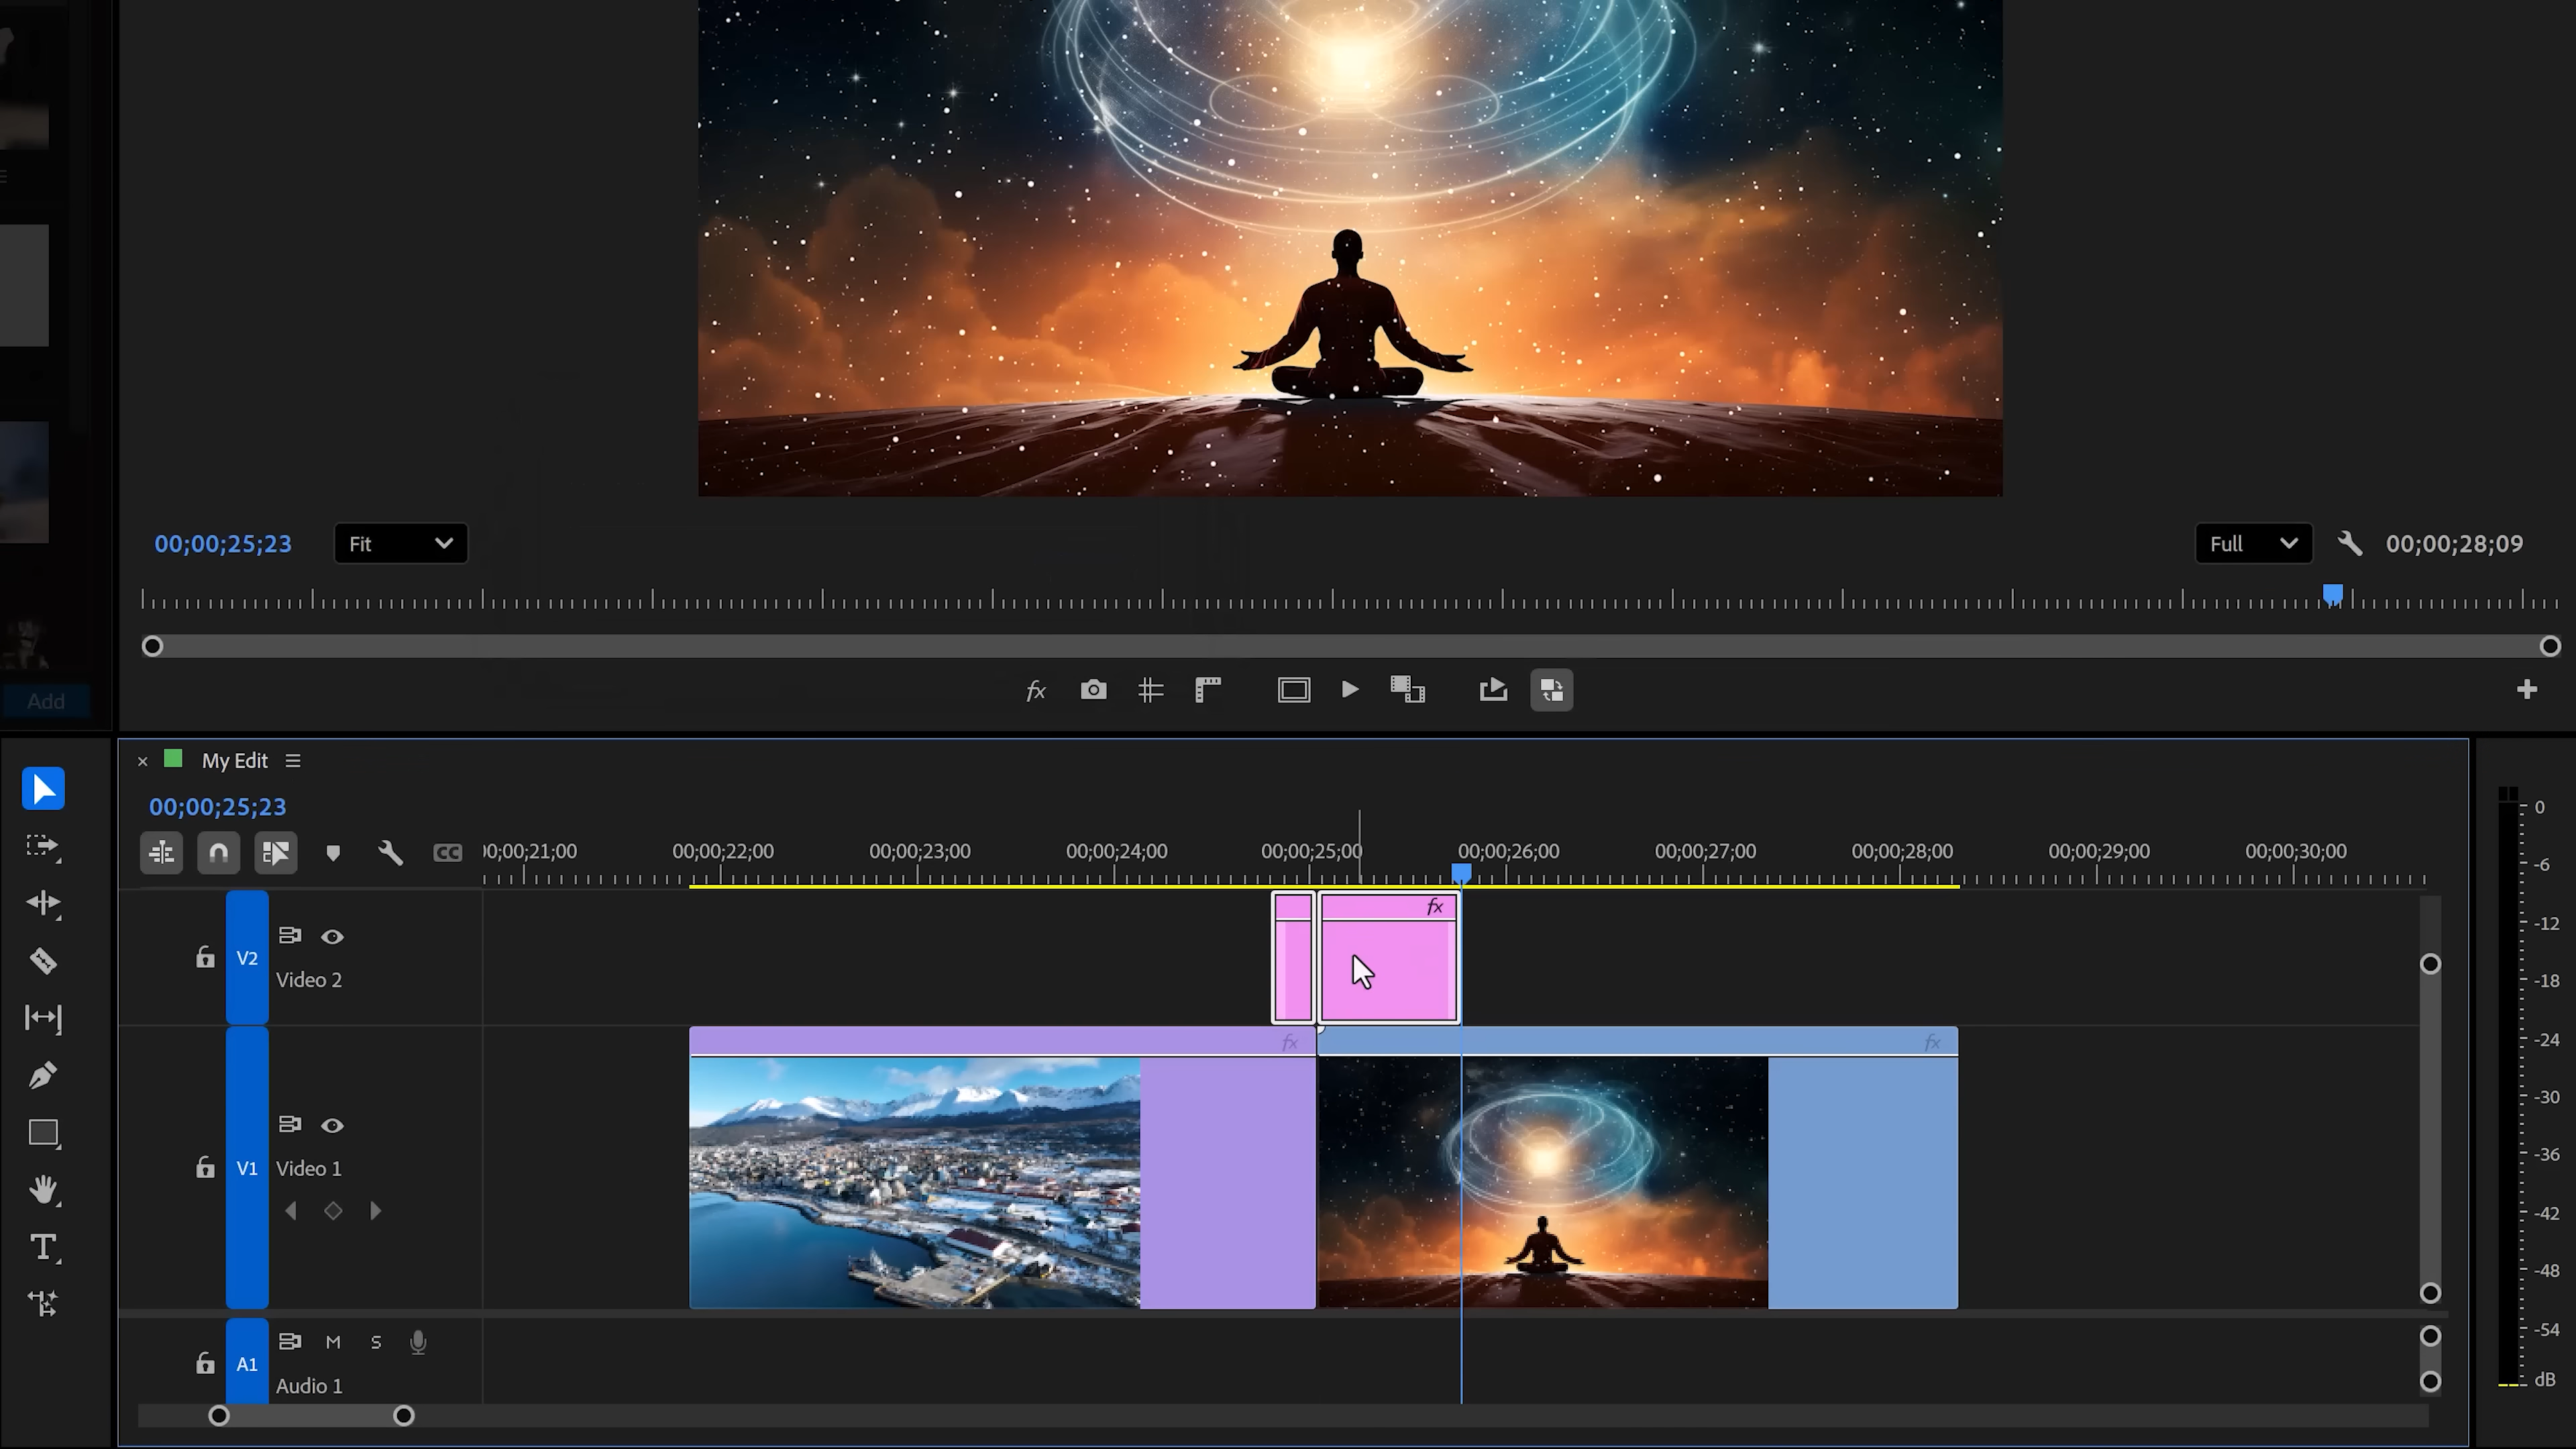 00;00;25;23
Fit
Full
00;00;28;09
Add
fx
× My Edit
00;00;25;23
CC
00;00;21;00 00;00;22;00 00;00;23;00 00;00;24;00 00;00;25;00 00;00;26;00 00;00;27;00 00;00;28;00 00;00;29;00 00;00;30;00
fx
V2
Video 2
fx
fx
V1
Video 1
T
M S
A1
Audio 1
0
-6
-12
-18
-24
-30
-36
-42
-48
-54
dB